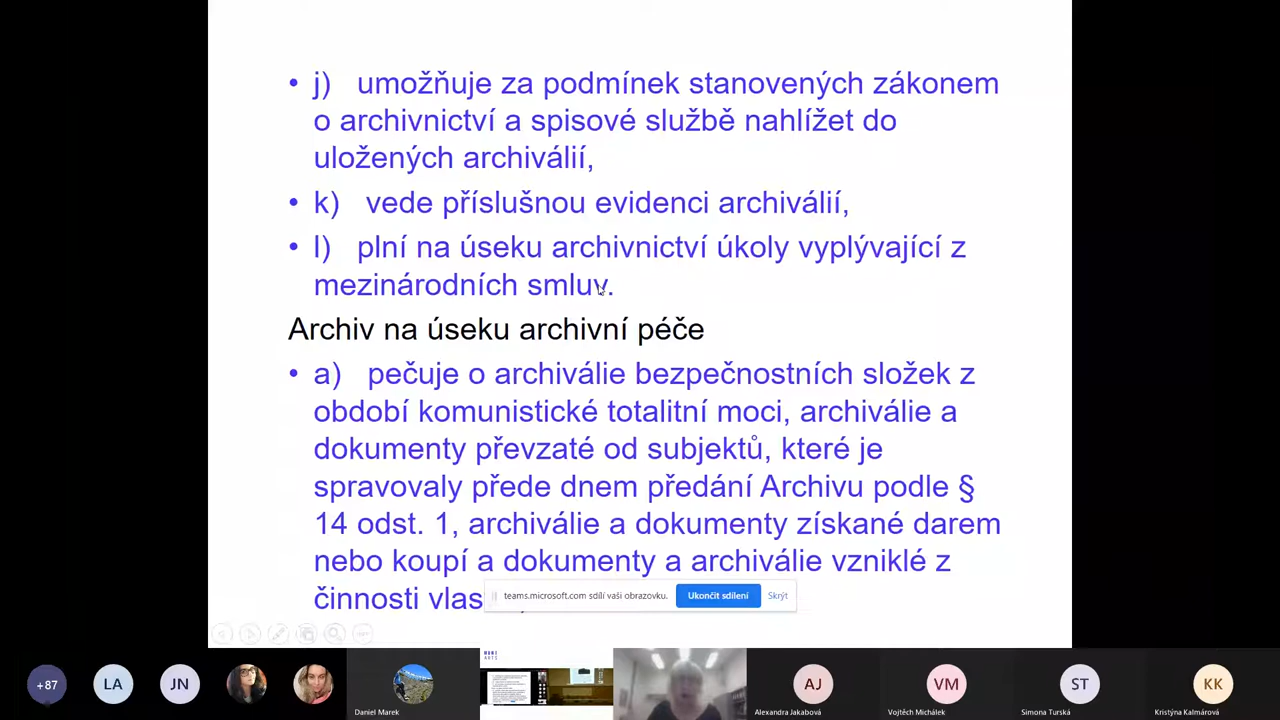 • j) umožňuje za podmínek stanovených zákonem
o archivnictví a spisové službě nahlížet do
uložených archiválií,
• k) vede příslušnou evidenci archiválií,
• l) plní na úseku archivnictví úkoly vyplývající z
mezinárodních smluv.
Archiv na úseku archivní péče
• a) pečuje o archiválie bezpečnostních složek z
období komunistické totalitní moci, archiválie a
dokumenty převzaté od subjektů, které je
spravovaly přede dnem předání Archivu podle §
14 odst. 1, archiválie a dokumenty získané darem
nebo koupí a dokumenty a archiválie vzniklé z
činnosti
teams.microsoft.com sdílí vaši obrazovku.
Ukončit sdílení
Skrýt
+87
LA
JN
Daniel Marek
MUNI
ARTS
AJ
Alexandra Jakabová
VM
Vojtěch Michálek
ST
Simona Turská
KK
Kristýna Kalmárová